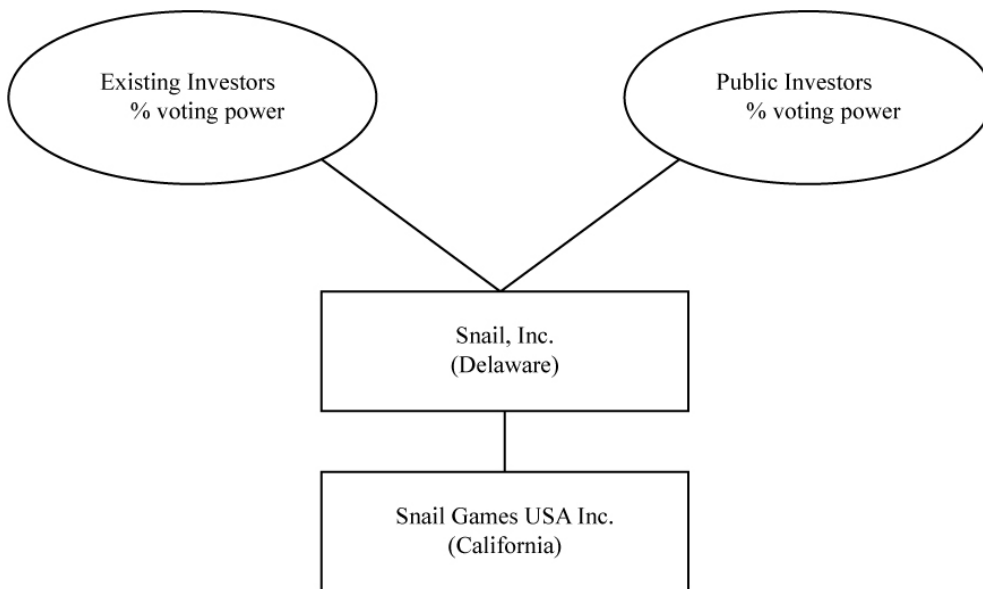 Existing Investors
% voting power
Public Investors
% voting power
Snail, Inc.
(Delaware)
Snail Games USA Inc.
(California)